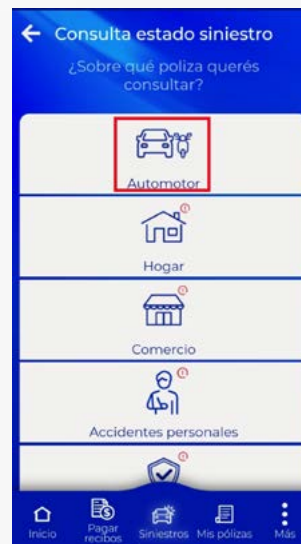 Consulta estado siniestro
¿Sobre qué poliza querés
consultar?
Automotor
Hogar
Comercio
Accidentes personales
Inicio
Pagar
recibos
Siniestros
Mis pólizas
Más